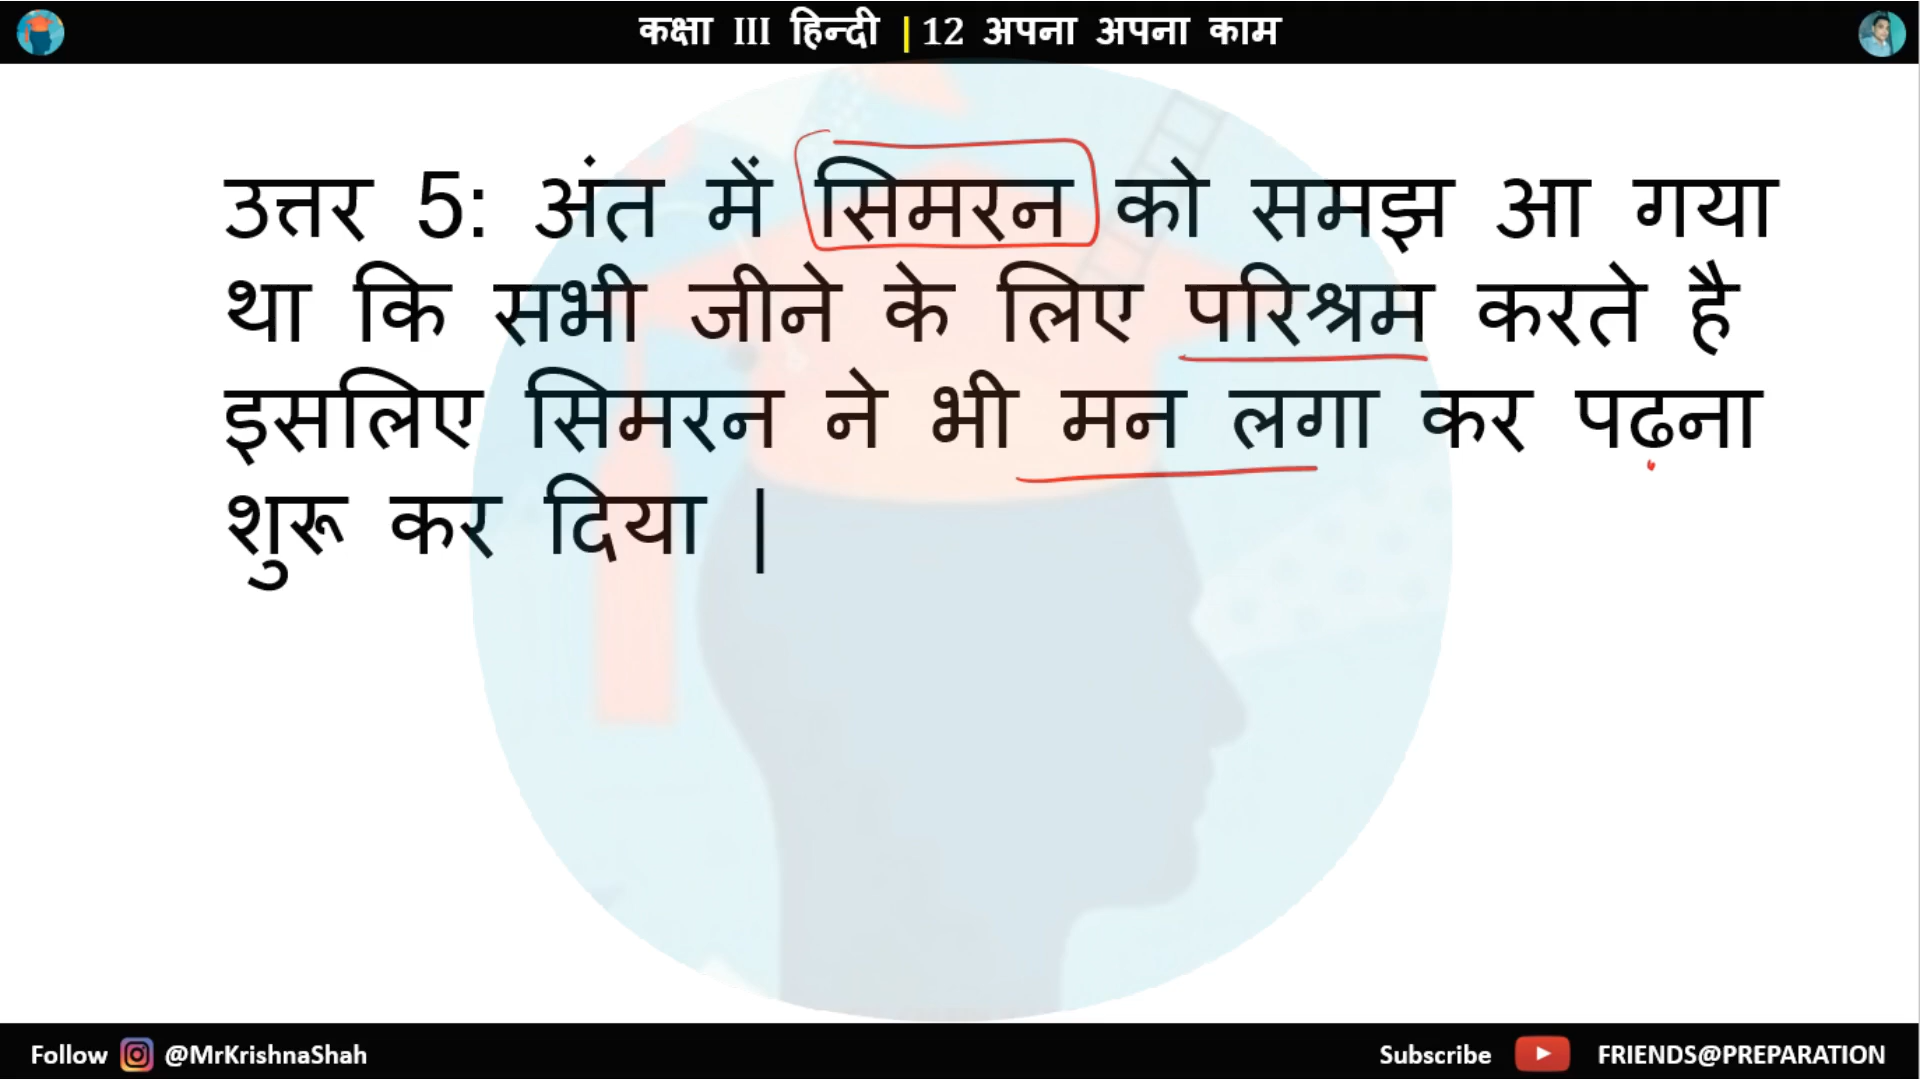 कक्षा III हिन्दी | 12 अपना अपना काम
उत्तर 5: अंत में सिमरन को समझ आ गया
था कि सभी जीने के लिए परिश्रम करते है
इसलिए सिमरन ने भी मन लगा कर पढना
शुरू कर दिया |
Follow @MrKrishnaShah
Subscribe FRIENDS@PREPARATION